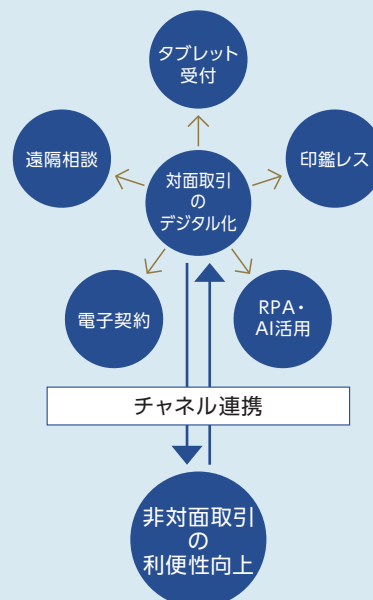 タブレット
受付
遠隔相談
対面取引
の
デジタル化
印鑑レス
電子契約
RPA・
AI活用
チャネル連携
非対面取引
の
利便性向上